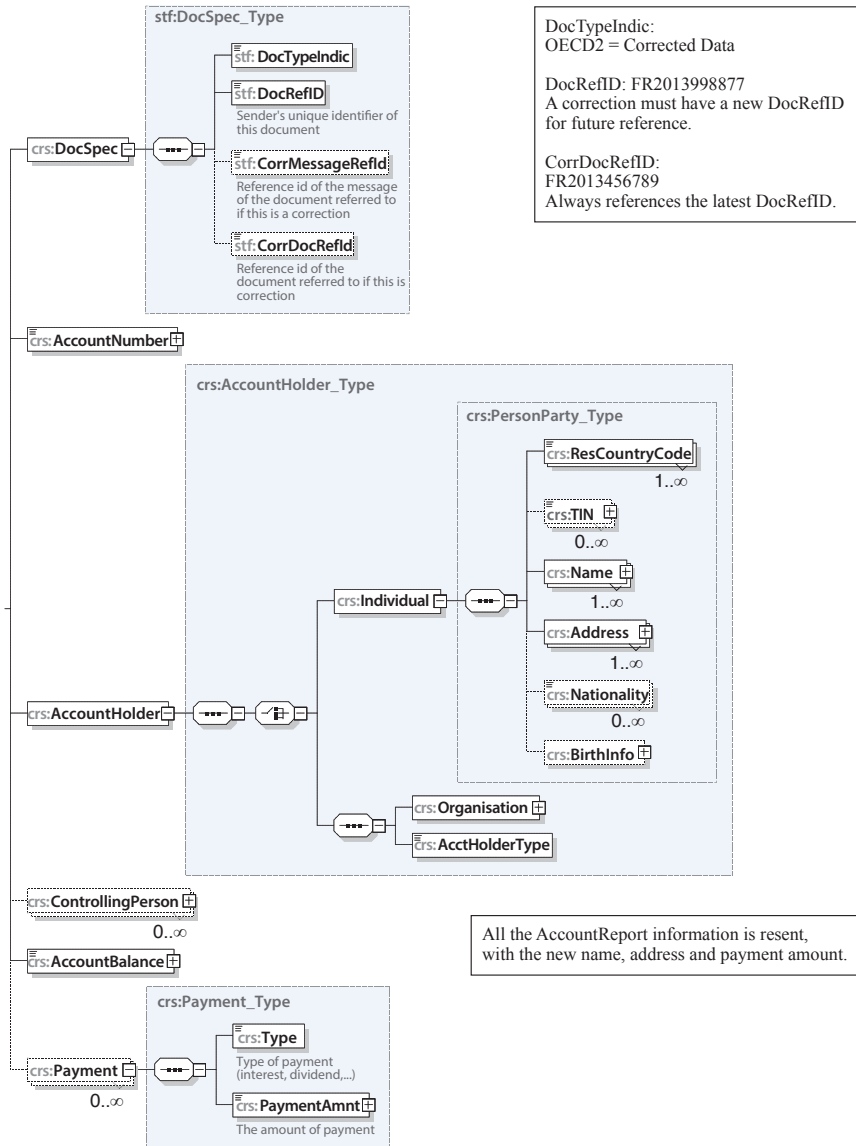 stf:DocSpec_Type
stf:DocTypeIndic
stf:DocRefID
Sender's unique identifier of
this document
crs:DocSpec
stf:CorrMessageRefId
Reference id of the message
of the document referred to
if this is a correction
stf:CorrDocRefId
Reference id of the
document referred to if this is
correction
DocTypeIndic:
OECD2 = Corrected Data
DocRefID: FR2013998877
A correction must have a new DocRefID
for future reference.
CorrDocRefID:
FR2013456789
Always references the latest DocRefID.
crs:AccountNumber
crs:AccountHolder_Type
crs:PersonParty_Type
crs:ResCountryCode
1..∞
crs:TIN
0..∞
crs:Name
1..∞
crs:Individual
crs:Address
1..∞
crs:Nationality
0..∞
crs:BirthInfo
crs:AccountHolder
crs:Organisation
crs:AcctHolderType
crs:ControllingPerson
0..∞
crs:AccountBalance
All the AccountReport information is resent,
with the new name, address and payment amount.
crs:Payment_Type
crs:Type
Type of payment
(interest, dividend,...)
crs:Payment
0..∞
crs:PaymentAmnt
The amount of payment